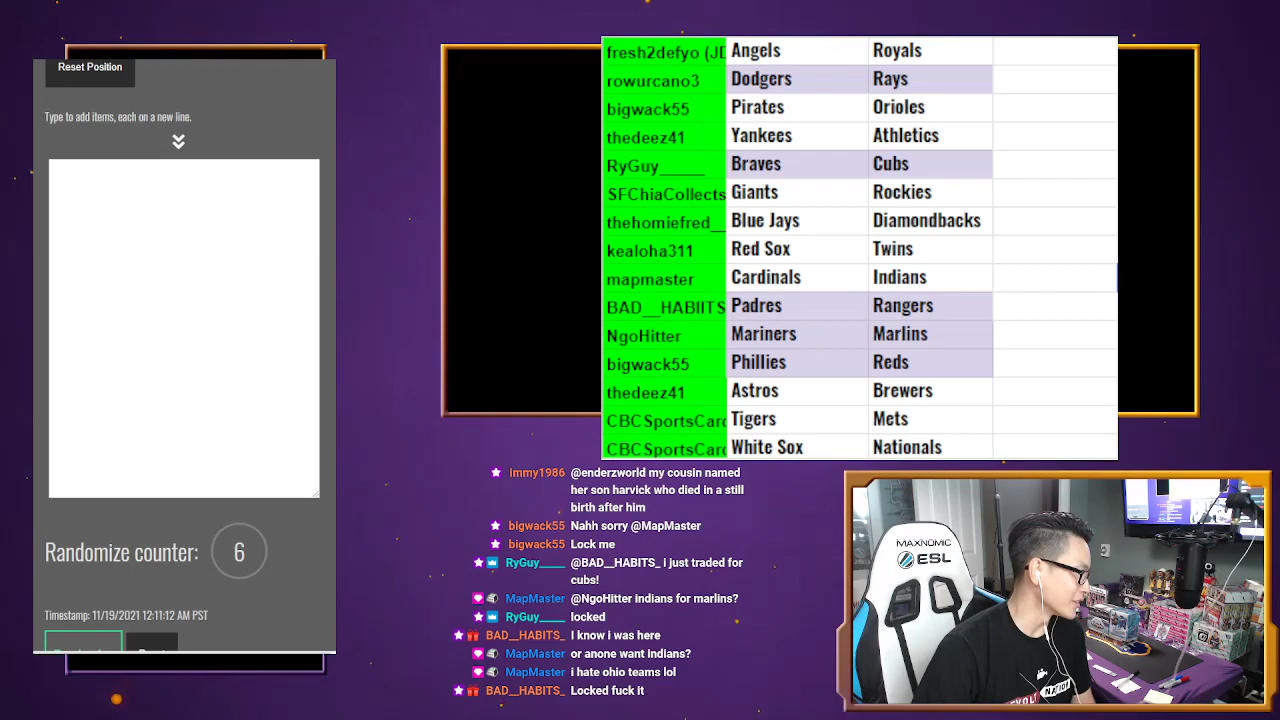 Reset Position
Type to add items, each on a new line.
Randomize counter: 6
Timestamp: 11/19/2021 12:11:12 AM PST
fresh2defyo (JD Angels Royals
rowurcano3 Dodgers Rays
bigwack55 Pirates Orioles
thedeez41 Yankees Athletics
RyGuy_____ Braves Cubs
SFChiaCollects Giants Rockies
thehomiefred__ Blue Jays Diamondbacks
kealoha311 Red Sox Twins
mapmaster Cardinals Indians
BAD__HABIITS Padres Rangers
NgoHitter Mariners Marlins
bigwack55 Phillies Reds
thedeez41 Astros Brewers
CBCSportsCard Tigers Mets
CBCSportsCard White Sox Nationals
immy1986 @enderzworld my cousin named
her son harvick who died in a still
birth after him
bigwack55 Nahh sorry @MapMaster
bigwack55 Lock me
RyGuy_____ @BAD__HABITS_ i just traded for
cubs!
MapMaster @NgoHitter indians for marlins?
RyGuy_____ locked
BAD__HABITS_ I know i was here
MapMaster or anone want Indians?
MapMaster i hate ohio teams lol
BAD__HABITS_ Locked fuck it
MAXNOMIC
ESL